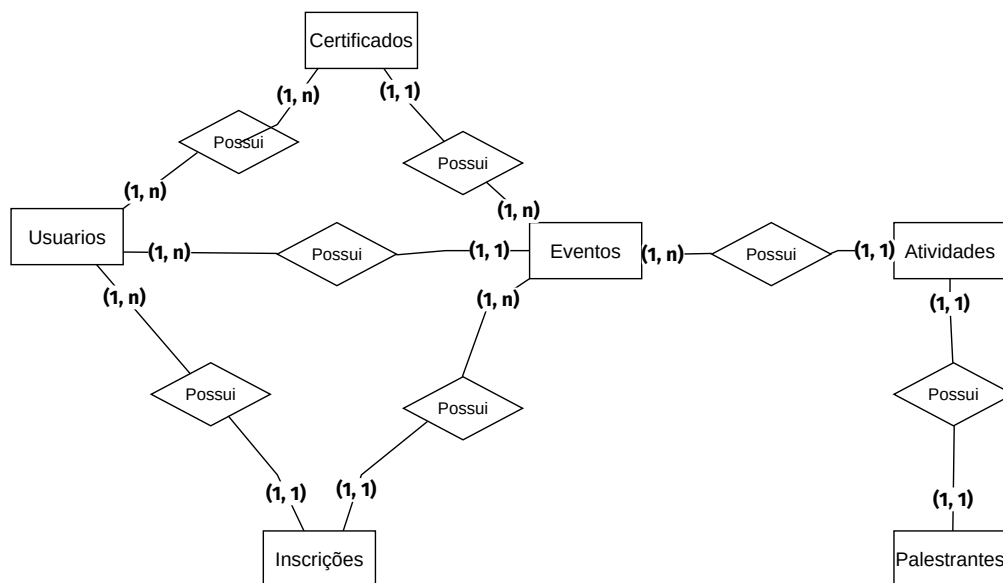 Certificados
(1, n)
(1, 1)
Possui
Possui
(1, n)
(1, n)
Usuarios
(1, n)
Possui
(1, 1)
Eventos
(1, n)
Possui
(1, 1)
Atividades
(1, n)
(1, n)
(1, 1)
Possui
Possui
Possui
(1, 1)
(1, 1)
(1, 1)
Inscrições
Palestrantes